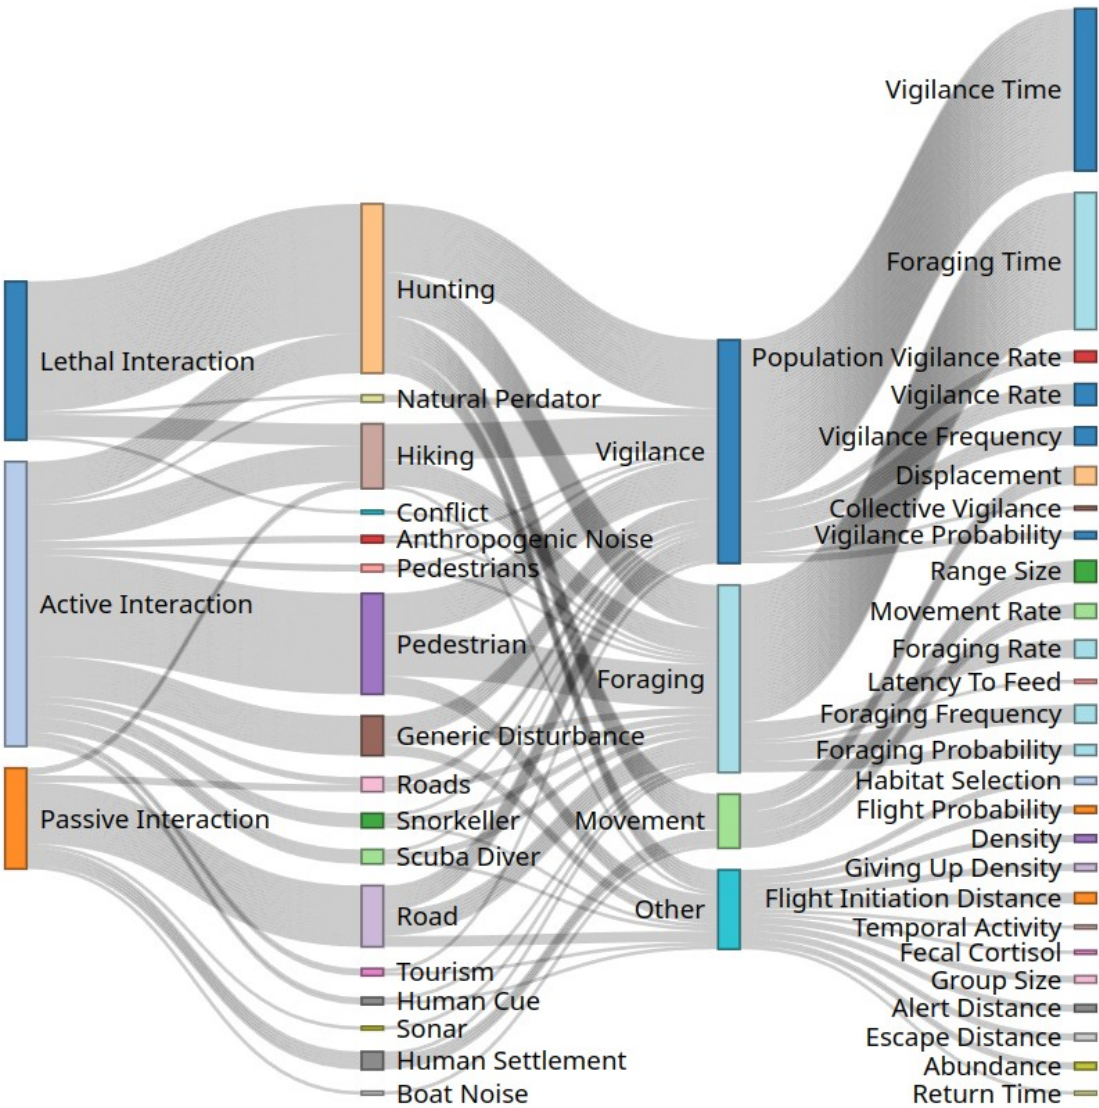 Lethal Interaction
Active Interaction
Passive Interaction
Hunting
Natural Perdator
Hiking
Conflict
Anthropogenic Noise
Pedestrians
Pedestrian
Generic Disturbance
Roads
Snorkeller
Scuba Diver
Road
Tourism
Human Cue
Sonar
Human Settlement
Boat Noise
Vigilance
Foraging
Movement
Other
Vigilance Time
Foraging Time
Population Vigilance Rate
Vigilance Rate
Vigilance Frequency
Displacement
Collective Vigilance
Vigilance Probability
Range Size
Movement Rate
Foraging Rate
Latency To Feed
Foraging Frequency
Foraging Probability
Habitat Selection
Flight Probability
Density
Giving Up Density
Flight Initiation Distance
Temporal Activity
Fecal Cortisol
Group Size
Alert Distance
Escape Distance
Abundance
Return Time